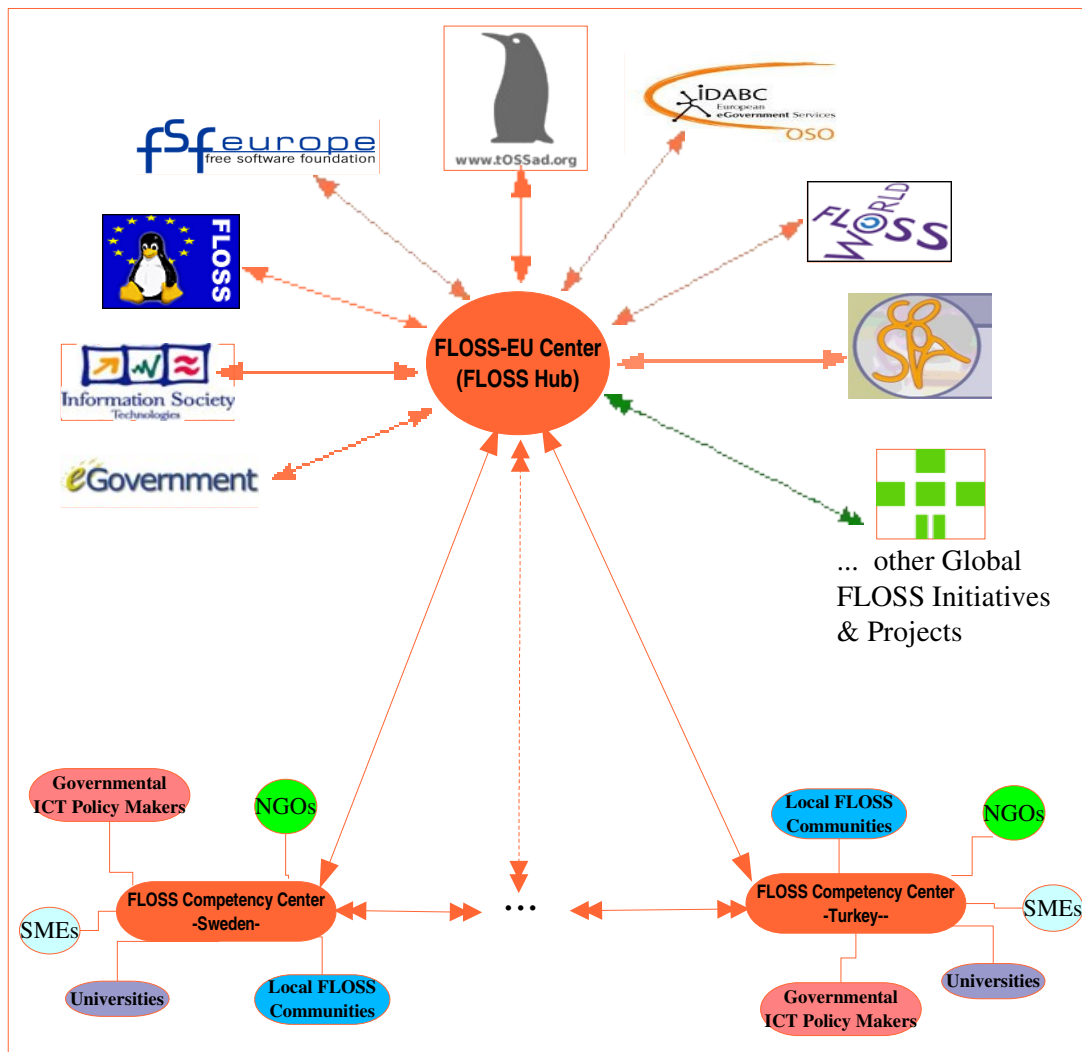 www.tOSSad.org
iDABC
European
eGovernment Services
OSO
fsfeurope
free software foundation
FLOSS
FLOSS
WORLD
Information Society
Technologies
eGovernment
FLOSS-EU Center
(FLOSS Hub)
... other Global
FLOSS Initiatives
& Projects
Governmental
ICT Policy Makers
NGOs
FLOSS Competency Center
-Sweden-
SMEs
Universities
Local FLOSS
Communities
...
Local FLOSS
Communities
NGOs
FLOSS Competency Center
-Turkey--
SMEs
Universities
Governmental
ICT Policy Makers